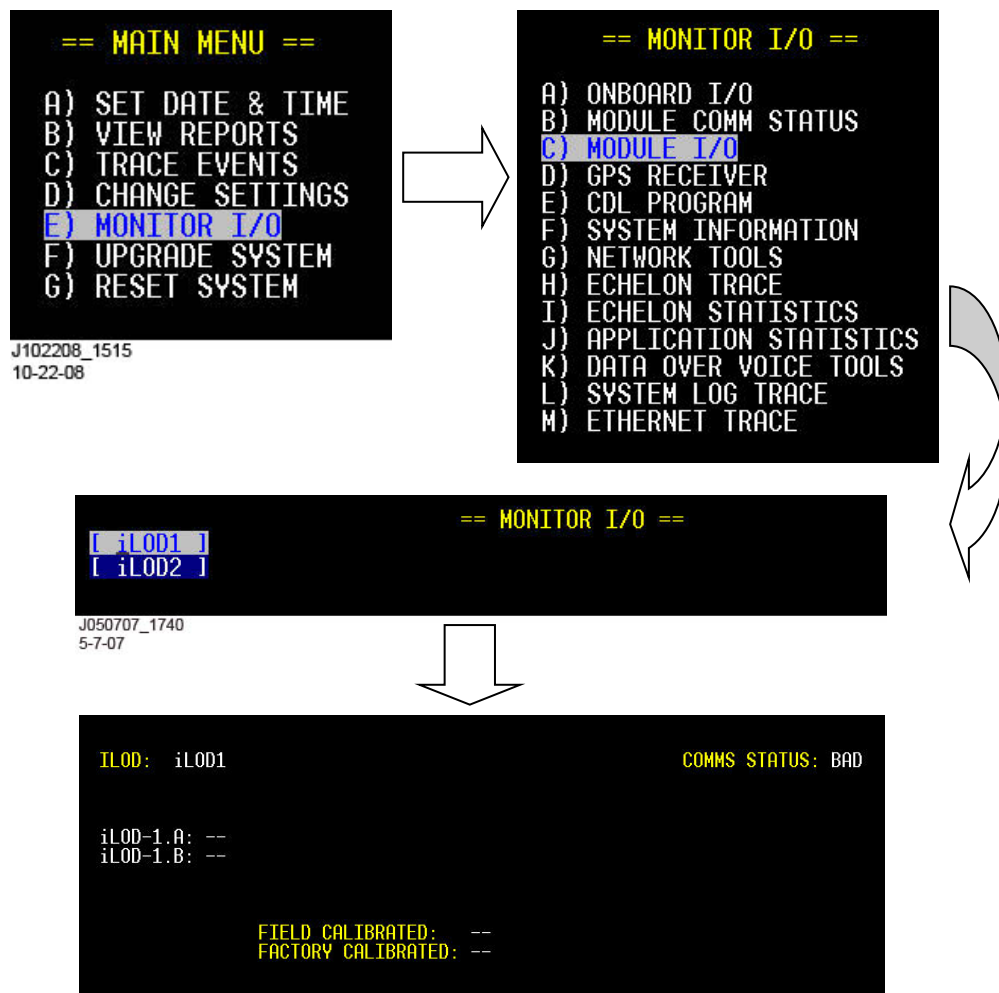 == MAIN MENU ==
A) SET DATE & TIME
B) VIEW REPORTS
C) TRACE EVENTS
D) CHANGE SETTINGS
E) MONITOR I/O
F) UPGRADE SYSTEM
G) RESET SYSTEM
J102208_1515
10-22-08
== MONITOR I/O ==
A) ONBOARD I/O
B) MODULE COMM STATUS
C) MODULE I/O
D) GPS RECEIVER
E) CDL PROGRAM
F) SYSTEM INFORMATION
G) NETWORK TOOLS
H) ECHELON TRACE
I) ECHELON STATISTICS
J) APPLICATION STATISTICS
K) DATA OVER VOICE TOOLS
L) SYSTEM LOG TRACE
M) ETHERNET TRACE
== MONITOR I/O ==
[ iLOD1 ]
[ iLOD2 ]
J050707_1740
5-7-07
ILOD: iLOD1 COMMS STATUS: BAD
iLOD-1.A: --
iLOD-1.B: --
FIELD CALIBRATED: --
FACTORY CALIBRATED: --